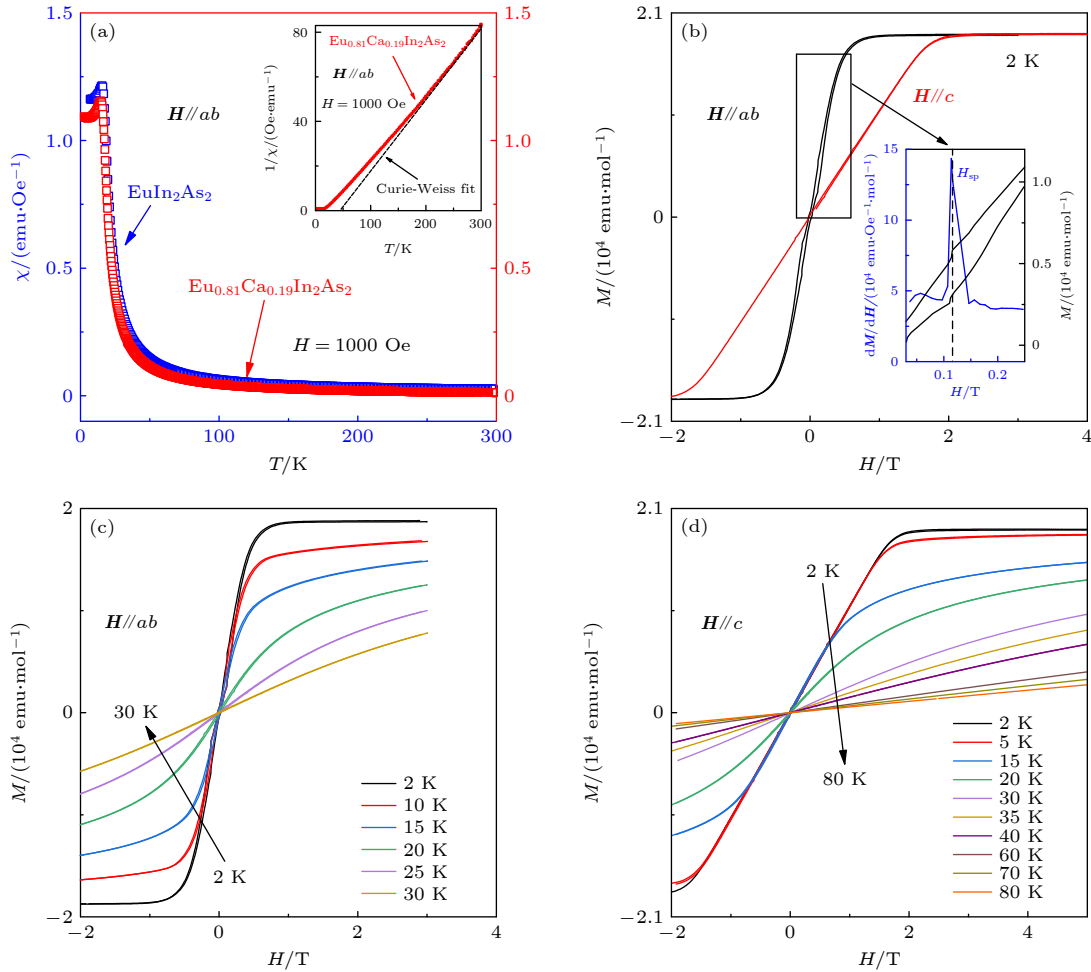 (a)
1.5
1.0
0.5
0
χ/(emu·Oe⁻¹)
0
100
200
300
T/K
1.5
1.0
0.5
0
H//ab
EuIn₂As₂
Eu₀.₈₁Ca₀.₁₉In₂As₂
H = 1000 Oe
80
40
0
1/χ/(Oe·emu⁻¹)
Eu₀.₈₁Ca₀.₁₉In₂As₂
H//ab
H = 1000 Oe
Curie-Weiss fit
0
100
200
300
T/K
(b)
2.1
0
−2.1
M/(10⁴ emu·mol⁻¹)
−2
0
2
4
H/T
2 K
H//ab
H//c
15
10
5
0
dM/dH/(10⁴ emu·Oe⁻¹·mol⁻¹)
Hsp
1.0
0.5
0
M/(10⁴ emu·mol⁻¹)
0.1
0.2
H/T
(c)
2
0
−2
M/(10⁴ emu·mol⁻¹)
−2
0
2
4
H/T
H//ab
30 K
2 K
2 K
10 K
15 K
20 K
25 K
30 K
(d)
2.1
0
−2.1
M/(10⁴ emu·mol⁻¹)
−2
0
2
4
H/T
H//c
2 K
80 K
2 K
5 K
15 K
20 K
30 K
35 K
40 K
60 K
70 K
80 K